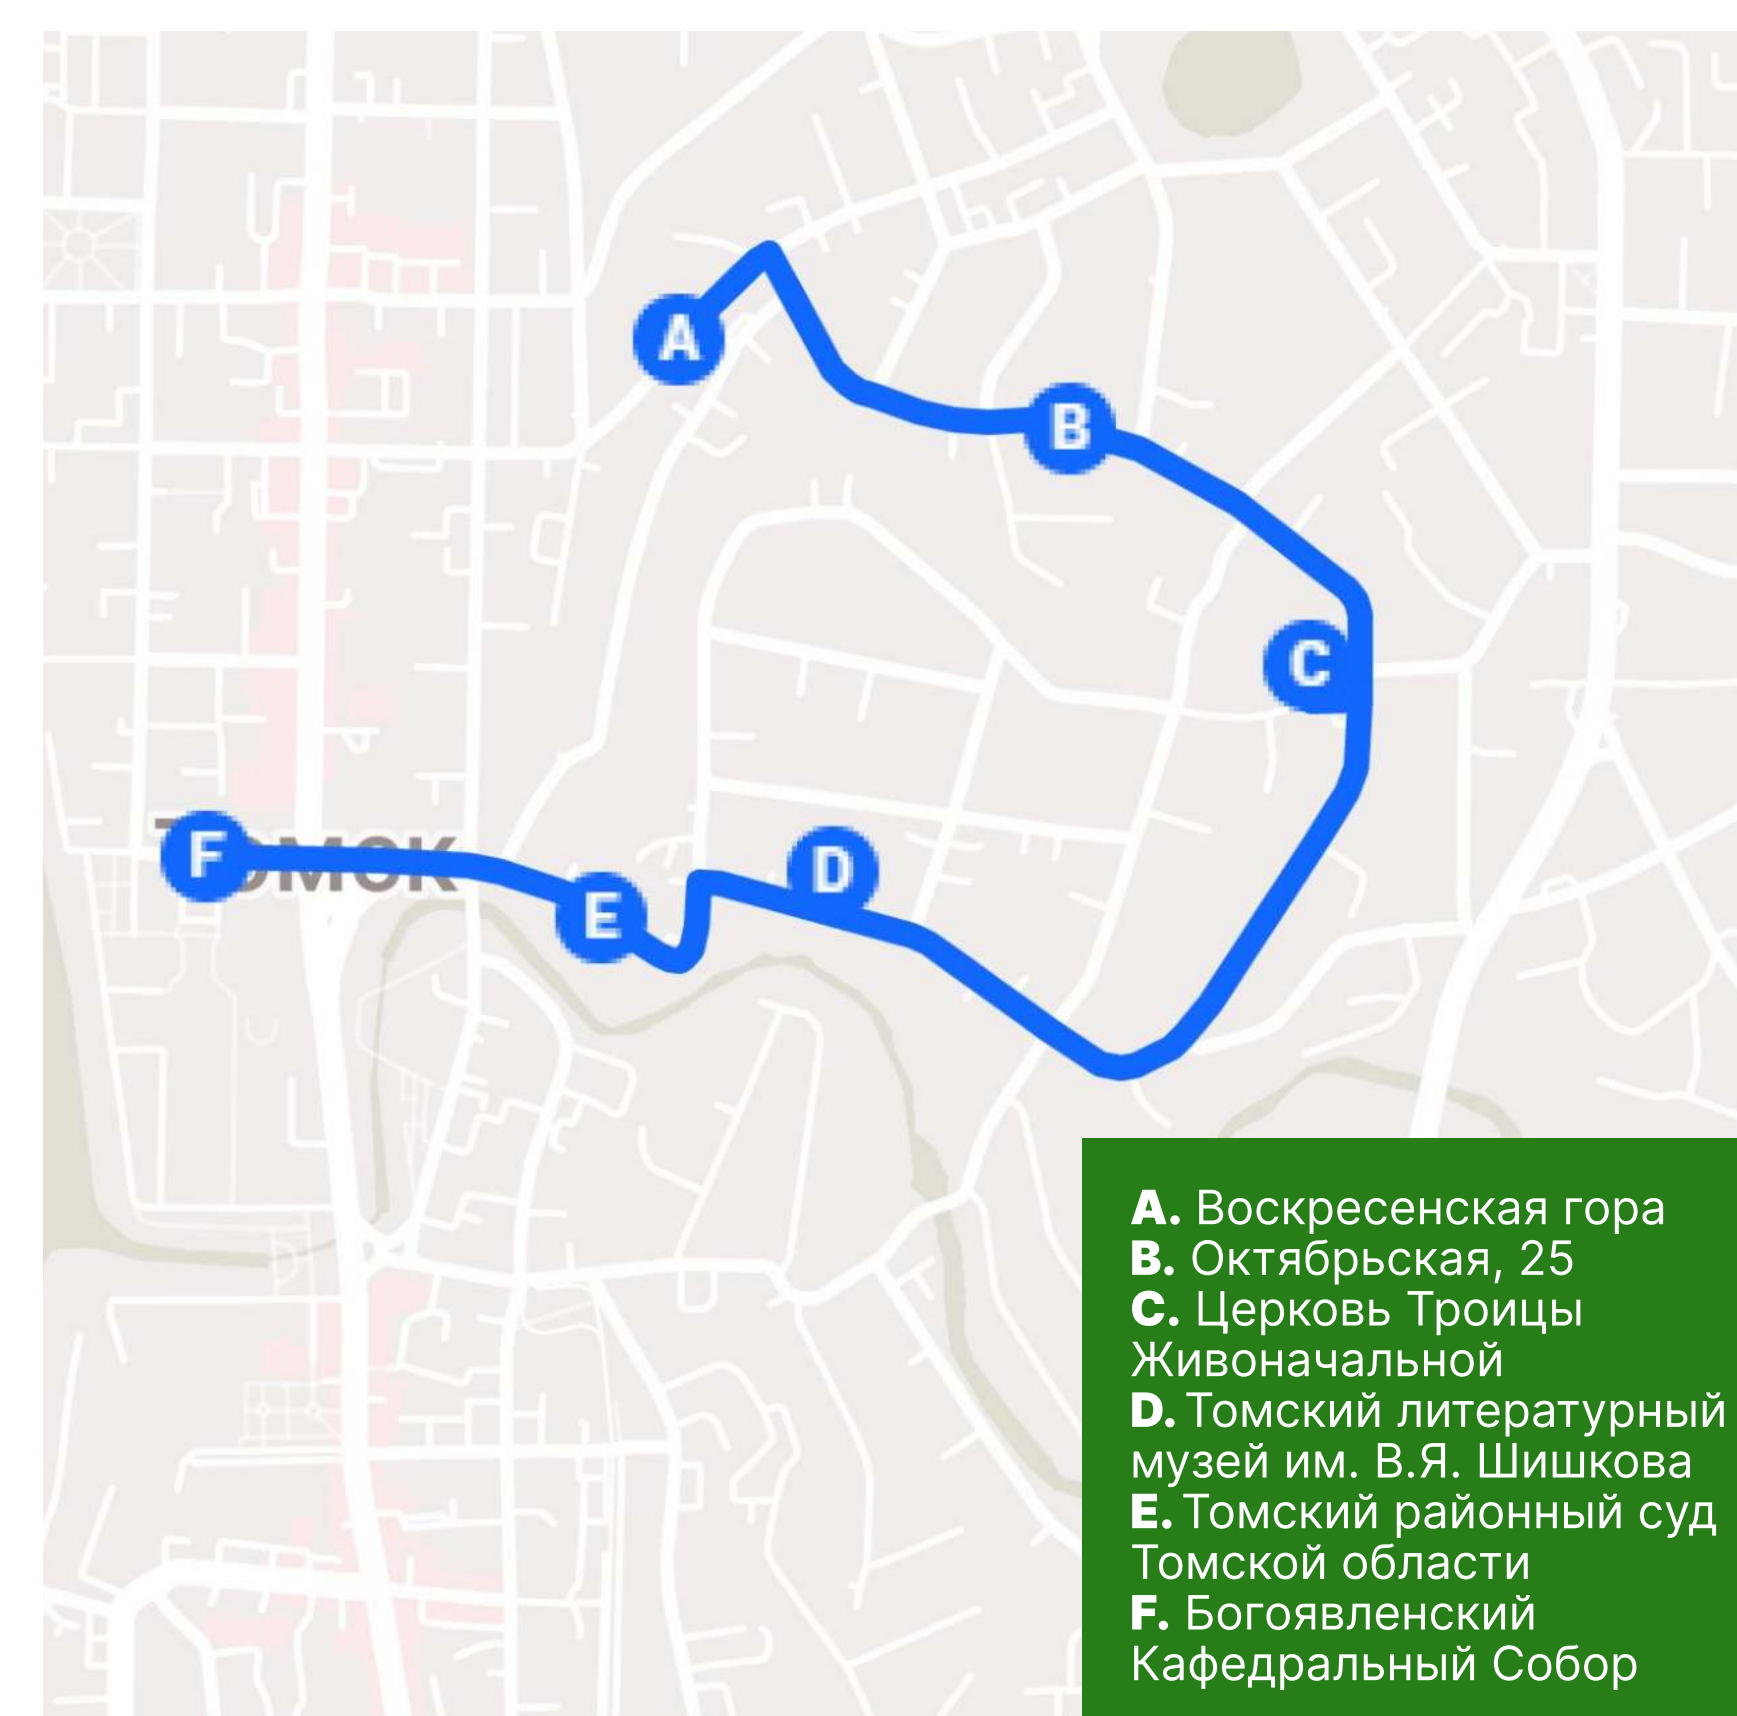 A
B
C
D
E
F
Томск
A. Воскресенская гора
B. Октябрьская, 25
C. Церковь Троицы
Живоначальной
D. Томский литературный
музей им. В.Я. Шишкова
E. Томский районный суд
Томской области
F. Богоявленский
Кафедральный Собор